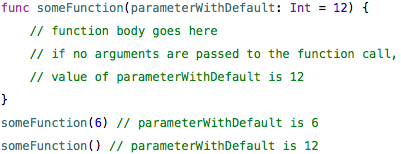 func someFunction(parameterWithDefault: Int = 12) {
    // function body goes here
    // if no arguments are passed to the function call,
    // value of parameterWithDefault is 12
}
someFunction(6) // parameterWithDefault is 6
someFunction() // parameterWithDefault is 12